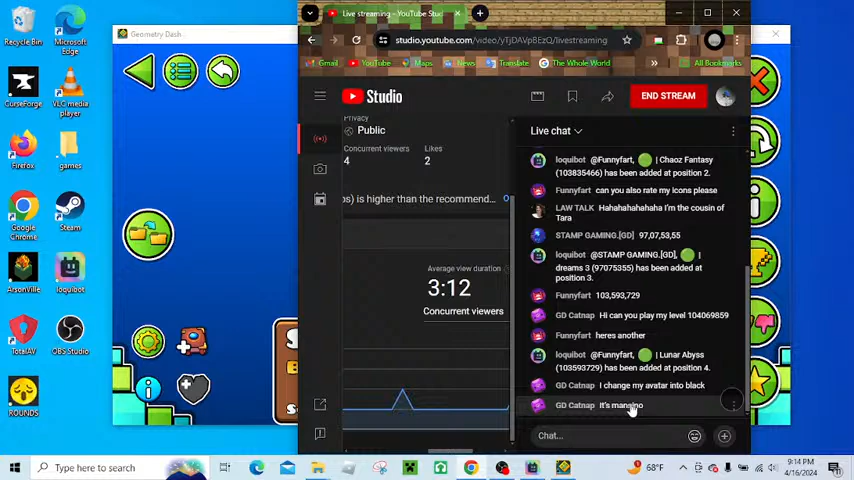 Recycle Bin
Microsoft Edge
CurseForge
VLC media player
Firefox
games
Google Chrome
Steam
ArsonVille
loquibot
TotalAV
OBS Studio
ROUNDS
Geometry Dash
Live streaming - YouTube Stu
studio.youtube.com/video/yTjDAVpBEzQ/livestreaming
Gmail
YouTube
Maps
News
Translate
The Whole World
All Bookmarks
Studio
END STREAM
Privacy
Public
Concurrent viewers
Likes
4
2
ps) is higher than the recommend...
Average view duration
3:12
Concurrent viewers
Live chat
loquibot @Funnyfart, | Chaoz Fantasy
(103835466) has been added at position 2.
Funnyfart can you also rate my icons please
LAW TALK Hahahahahaha I'm the cousin of
Tara
STAMP GAMING.[GD] 97,07,53,55
loquibot @STAMP GAMING.[GD], |
dreams 3 (97075355) has been added at
position 3.
Funnyfart 103,593,729
GD Catnap Hi can you play my level 104069859
Funnyfart heres another
loquibot @Funnyfart, | Lunar Abyss
(103593729) has been added at position 4.
GD Catnap I change my avatar into black
GD Catnap It's
Chat...
Type here to search
68°F
9:14 PM
4/16/2024